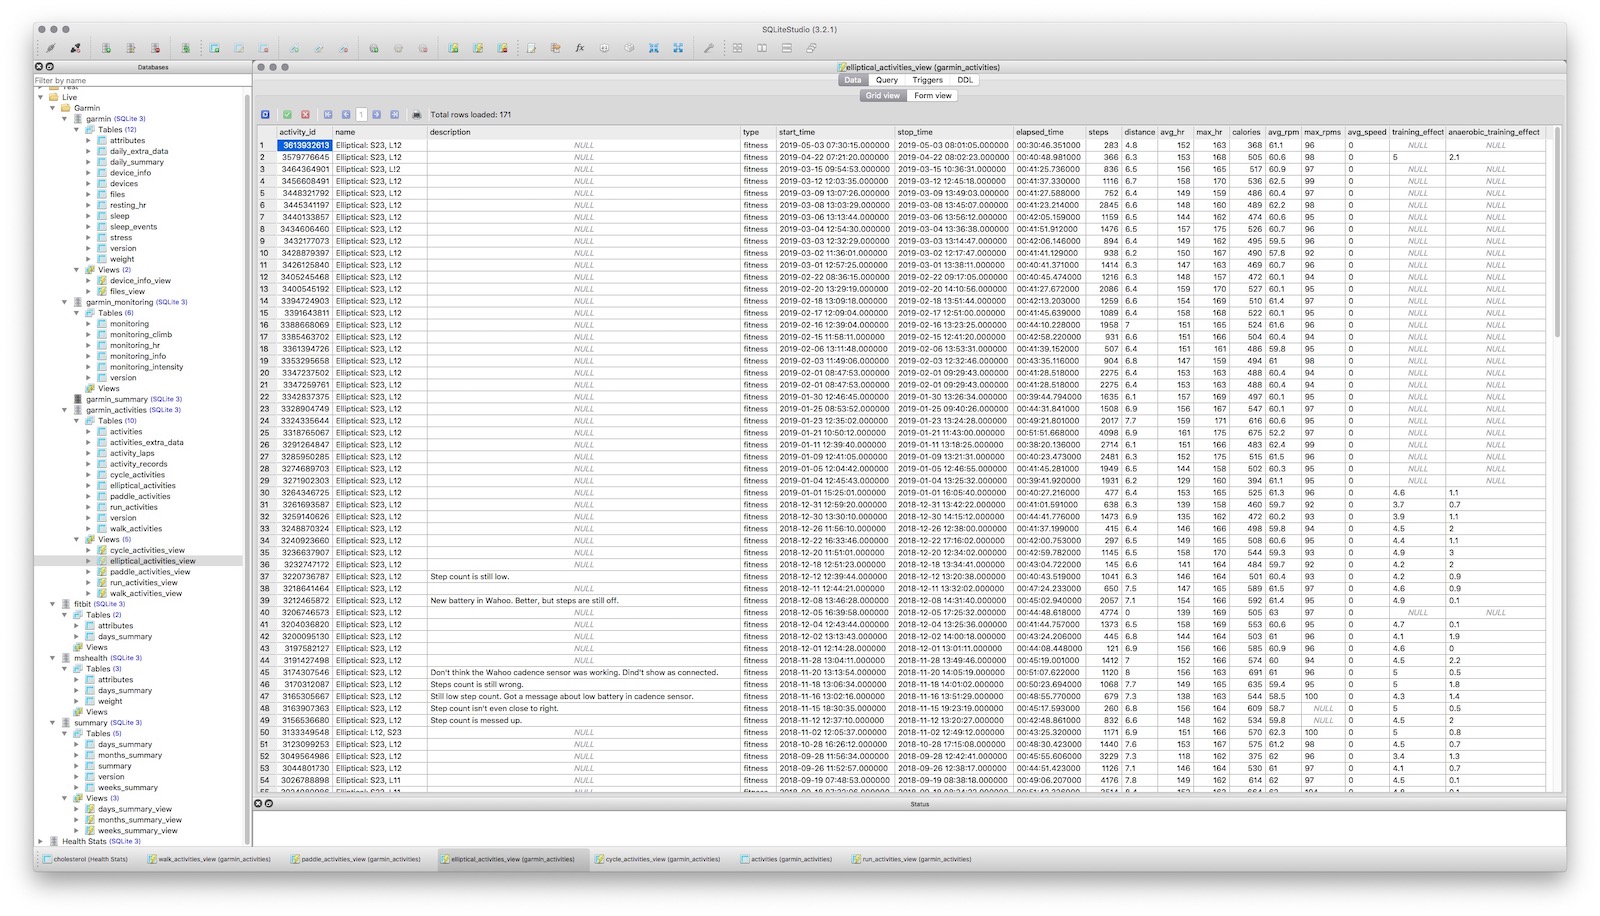 SQLiteStudio (3.2.1)
Databases
Filter by name
Test
Live
Garmin
garmin (SQLite 3)
Tables (12)
attributes
daily_extra_data
daily_summary
device_info
devices
files
resting_hr
sleep
sleep_events
stress
version
weight
Views (2)
device_info_view
files_view
garmin_monitoring (SQLite 3)
Tables (6)
monitoring
monitoring_climb
monitoring_hr
monitoring_info
monitoring_intensity
version
Views
garmin_summary (SQLite 3)
garmin_activities (SQLite 3)
Tables (10)
activities
activities_extra_data
activity_laps
activity_records
cycle_activities
elliptical_activities
paddle_activities
run_activities
version
walk_activities
Views (5)
cycle_activities_view
elliptical_activities_view
paddle_activities_view
run_activities_view
walk_activities_view
fitbit (SQLite 3)
Tables (2)
attributes
days_summary
Views
mshealth (SQLite 3)
Tables (3)
attributes
days_summary
weight
Views
summary (SQLite 3)
Tables (5)
days_summary
months_summary
summary
version
weeks_summary
Views (3)
days_summary_view
months_summary_view
weeks_summary_view
Health Stats (SQLite 3)
elliptical_activities_view (garmin_activities)
Data Query Triggers DDL
Grid view Form view
1 Total rows loaded: 171
activity_id name description type start_time stop_time elapsed_time steps distance avg_hr max_hr calories avg_rpm max_rpms avg_speed training_effect anaerobic_training_effect
1 3613932613 Elliptical: S23, L12 NULL fitness 2019-05-03 07:30:15.000000 2019-05-03 08:01:05.000000 00:30:46.351000 283 4.8 152 163 368 61.1 96 0 NULL NULL
2 3579776645 Elliptical: S23, L12 NULL fitness 2019-04-22 07:21:20.000000 2019-04-22 08:02:23.000000 00:40:48.981000 366 6.3 153 168 505 60.6 98 0 5 2.1
3 3464364901 Elliptical: S23, L12 NULL fitness 2019-03-15 09:54:53.000000 2019-03-15 10:36:31.000000 00:41:25.736000 836 6.5 156 165 517 60.9 97 0 NULL NULL
4 3456608491 Elliptical: S23, L12 NULL fitness 2019-03-12 12:03:35.000000 2019-03-12 12:45:18.000000 00:41:37.330000 1116 6.7 158 170 536 62.5 99 0 NULL NULL
5 3448321792 Elliptical: S23, L12 NULL fitness 2019-03-09 13:07:26.000000 2019-03-09 13:49:03.000000 00:41:27.588000 752 6.4 149 159 486 60.4 97 0 NULL NULL
6 3445341197 Elliptical: S23, L12 NULL fitness 2019-03-08 13:03:29.000000 2019-03-08 13:45:07.000000 00:41:23.214000 2845 6.6 148 160 489 62.2 98 0 NULL NULL
7 3440133857 Elliptical: S23, L12 NULL fitness 2019-03-06 13:13:44.000000 2019-03-06 13:56:12.000000 00:42:05.159000 1159 6.5 144 162 474 60.6 95 0 NULL NULL
8 3434606460 Elliptical: S23, L12 NULL fitness 2019-03-04 12:54:30.000000 2019-03-04 13:36:38.000000 00:41:51.912000 1476 6.5 157 175 526 60.7 96 0 NULL NULL
9 3432177073 Elliptical: S23, L12 NULL fitness 2019-03-03 12:32:29.000000 2019-03-03 13:14:47.000000 00:42:06.146000 894 6.4 149 162 495 59.5 96 0 NULL NULL
10 3428879397 Elliptical: S23, L12 NULL fitness 2019-03-02 11:36:01.000000 2019-03-02 12:17:47.000000 00:41:41.129000 938 6.2 150 167 490 57.8 92 0 NULL NULL
11 3426125840 Elliptical: S23, L12 NULL fitness 2019-03-01 12:57:25.000000 2019-03-01 13:38:11.000000 00:40:41.371000 1414 6.3 147 163 469 60.7 96 0 NULL NULL
12 3405245468 Elliptical: S23, L12 NULL fitness 2019-02-22 08:36:15.000000 2019-02-22 09:17:05.000000 00:40:45.474000 1216 6.3 148 157 472 60.1 94 0 NULL NULL
13 3400545192 Elliptical: S23, L12 NULL fitness 2019-02-20 13:29:19.000000 2019-02-20 14:10:56.000000 00:41:27.672000 2086 6.4 159 170 527 60.1 95 0 NULL NULL
14 3394724903 Elliptical: S23, L12 NULL fitness 2019-02-18 13:09:18.000000 2019-02-18 13:51:44.000000 00:42:13.203000 1259 6.6 154 169 510 61.4 97 0 NULL NULL
15 3391643811 Elliptical: S23, L12 NULL fitness 2019-02-17 12:09:04.000000 2019-02-17 12:51:00.000000 00:41:45.639000 1089 6.4 158 168 522 60.1 95 0 NULL NULL
16 3388668069 Elliptical: S23, L12 NULL fitness 2019-02-16 12:39:04.000000 2019-02-16 13:23:25.000000 00:44:10.228000 1958 7 151 165 524 61.6 96 0 NULL NULL
17 3385463702 Elliptical: S23, L12 NULL fitness 2019-02-15 11:58:11.000000 2019-02-15 12:41:20.000000 00:42:58.220000 931 6.6 151 166 504 60.4 94 0 NULL NULL
18 3361394726 Elliptical: S23, L12 NULL fitness 2019-02-06 13:11:48.000000 2019-02-06 13:53:31.000000 00:41:39.152000 507 6.4 151 161 486 59.8 95 0 NULL NULL
19 3353295658 Elliptical: S23, L12 NULL fitness 2019-02-03 11:49:06.000000 2019-02-03 12:32:46.000000 00:43:35.116000 904 6.8 147 159 494 61 98 0 NULL NULL
20 3347237502 Elliptical: S23, L12 NULL fitness 2019-02-01 08:47:53.000000 2019-02-01 09:29:43.000000 00:41:28.518000 2275 6.4 153 163 488 60.4 94 0 NULL NULL
21 3347259761 Elliptical: S23, L12 NULL fitness 2019-02-01 08:47:53.000000 2019-02-01 09:29:43.000000 00:41:28.518000 2275 6.4 153 163 488 60.4 94 0 NULL NULL
22 3342837375 Elliptical: S23, L12 NULL fitness 2019-01-30 12:46:45.000000 2019-01-30 13:26:34.000000 00:39:44.794000 1635 6.1 157 169 497 60.1 95 0 NULL NULL
23 3328904749 Elliptical: S23, L12 NULL fitness 2019-01-25 08:53:52.000000 2019-01-25 09:40:26.000000 00:44:31.841000 1508 6.9 156 167 547 60.1 97 0 NULL NULL
24 3324335644 Elliptical: S23, L12 NULL fitness 2019-01-23 12:35:02.000000 2019-01-23 13:24:28.000000 00:49:21.801000 2017 7.7 159 171 616 60.6 95 0 NULL NULL
25 3318765067 Elliptical: S23, L12 NULL fitness 2019-01-21 10:50:12.000000 2019-01-21 11:43:00.000000 00:51:51.668000 4098 6.9 161 175 675 52.2 97 0 NULL NULL
26 3291264847 Elliptical: S23, L12 NULL fitness 2019-01-11 12:39:40.000000 2019-01-11 13:18:25.000000 00:38:20.136000 2714 6.1 151 166 483 62.4 99 0 NULL NULL
27 3285950285 Elliptical: S23, L12 NULL fitness 2019-01-09 12:41:05.000000 2019-01-09 13:21:31.000000 00:40:23.473000 2481 6.3 152 175 515 61.5 96 0 NULL NULL
28 3274689703 Elliptical: S23, L12 NULL fitness 2019-01-05 12:04:42.000000 2019-01-05 12:46:55.000000 00:41:45.281000 1949 6.5 144 158 502 60.3 95 0 NULL NULL
29 3271902303 Elliptical: S23, L12 NULL fitness 2019-01-04 12:45:43.000000 2019-01-04 13:25:32.000000 00:39:41.920000 1931 6.2 129 160 394 61.1 95 0 NULL NULL
30 3264346725 Elliptical: S23, L12 NULL fitness 2019-01-01 15:25:01.000000 2019-01-01 16:05:40.000000 00:40:27.216000 477 6.4 153 165 525 61.3 96 0 4.6 1.1
31 3261693587 Elliptical: S23, L12 NULL fitness 2018-12-31 12:59:20.000000 2018-12-31 13:42:22.000000 00:41:01.591000 638 6.3 139 158 460 59.7 92 0 3.7 0.7
32 3259140626 Elliptical: S23, L12 NULL fitness 2018-12-30 13:30:10.000000 2018-12-30 14:15:12.000000 00:44:41.776000 1473 6.9 135 162 472 60.2 93 0 3.9 1.1
33 3248870324 Elliptical: S23, L12 NULL fitness 2018-12-26 11:56:10.000000 2018-12-26 12:38:00.000000 00:41:37.199000 415 6.4 146 166 498 59.8 94 0 4.5 2
34 3240923660 Elliptical: S23, L12 NULL fitness 2018-12-22 16:33:46.000000 2018-12-22 17:16:02.000000 00:42:00.753000 297 6.5 149 165 508 60.6 95 0 4.4 1.1
35 3236637907 Elliptical: S23, L12 NULL fitness 2018-12-20 11:51:01.000000 2018-12-20 12:34:02.000000 00:42:59.782000 1145 6.5 158 170 544 59.3 93 0 4.9 3
36 3232747172 Elliptical: S23, L12 NULL fitness 2018-12-18 12:51:23.000000 2018-12-18 13:34:41.000000 00:43:04.722000 145 6.6 141 164 484 59.7 92 0 4.2 2
37 3220736787 Elliptical: S23, L12 Step count is still low. fitness 2018-12-12 12:39:44.000000 2018-12-12 13:20:38.000000 00:40:43.519000 1041 6.3 146 164 501 60.4 93 0 4.2 0.9
38 3218641464 Elliptical: S23, L12 NULL fitness 2018-12-11 12:44:21.000000 2018-12-11 13:32:02.000000 00:47:24.233000 650 7.5 147 165 589 61.5 97 0 4.6 0.9
39 3212465872 Elliptical: S23, L12 New battery in Wahoo. Better, but steps are still off. fitness 2018-12-08 13:46:28.000000 2018-12-08 14:31:40.000000 00:45:02.940000 2057 7.1 154 166 592 61.4 95 0 4.9 0.1
40 3206746573 Elliptical: S23, L12 NULL fitness 2018-12-05 16:39:58.000000 2018-12-05 17:25:32.000000 00:44:48.618000 4774 0 139 169 505 63 97 0 NULL NULL
41 3204036820 Elliptical: S23, L12 NULL fitness 2018-12-04 12:43:44.000000 2018-12-04 13:25:36.000000 00:41:44.757000 1373 6.5 158 169 553 60.6 95 0 4.7 0.1
42 3200095130 Elliptical: S23, L12 NULL fitness 2018-12-02 13:13:43.000000 2018-12-02 14:00:18.000000 00:43:24.206000 445 6.8 144 164 503 61 96 0 4.1 1.9
43 3197582127 Elliptical: S23, L12 NULL fitness 2018-12-01 12:14:28.000000 2018-12-01 13:01:11.000000 00:44:08.448000 121 6.9 156 166 585 60.9 96 0 4.6 0
44 3191427498 Elliptical: S23, L12 NULL fitness 2018-11-28 13:04:11.000000 2018-11-28 13:49:46.000000 00:45:19.001000 1412 7 152 166 574 60 94 0 4.5 2.2
45 3174307546 Elliptical: S23, L12 Don't think the Wahoo cadence sensor was working. Dind't show as connected. fitness 2018-11-20 13:13:54.000000 2018-11-20 14:05:19.000000 00:51:07.622000 1120 8 156 163 691 61 96 0 5 0.5
46 3170312087 Elliptical: S23, L12 Steps count is still wrong. fitness 2018-11-18 13:06:34.000000 2018-11-18 14:01:02.000000 00:50:23.694000 1068 7.7 149 165 635 59.4 95 0 5 1.8
47 3165305667 Elliptical: S23, L12 Still low step count. Got a message about low battery in cadence sensor. fitness 2018-11-16 13:02:16.000000 2018-11-16 13:51:29.000000 00:48:55.770000 679 7.3 138 163 544 58.5 100 0 4.3 1.4
48 3158907363 Elliptical: S23, L12 Step count isn't even close to right. fitness 2018-11-15 18:30:35.000000 2018-11-15 19:23:19.000000 00:45:17.593000 260 6.8 156 164 609 58.7 NULL 0 5 0.5
49 3156536680 Elliptical: S23, L12 Step count is messed up. fitness 2018-11-12 12:37:10.000000 2018-11-12 13:20:27.000000 00:42:48.861000 832 6.6 148 162 534 59.8 NULL 0 4.5 2
50 3133349548 Elliptical: L12, S23 NULL fitness 2018-11-02 12:05:37.000000 2018-11-02 12:49:12.000000 00:43:25.320000 1171 6.9 151 166 570 62.3 100 0 5 0.8
51 3123099253 Elliptical: S23, L12 NULL fitness 2018-10-28 16:26:12.000000 2018-10-28 17:15:08.000000 00:48:30.423000 1440 7.6 153 167 575 61.2 98 0 4.5 0.7
52 3049564986 Elliptical: S23, L12 NULL fitness 2018-09-28 11:56:34.000000 2018-09-28 12:42:41.000000 00:45:55.606000 3229 7.3 118 162 375 62 96 0 3.4 1.3
53 3044801730 Elliptical: S23, L12 NULL fitness 2018-09-26 11:52:57.000000 2018-09-26 12:38:17.000000 00:44:51.423000 1126 7.1 146 164 530 61 97 0 4.1 0.7
54 3026788898 Elliptical: S23, L11 NULL fitness 2018-09-19 07:48:53.000000 2018-09-19 08:38:18.000000 00:49:06.207000 4176 7.8 149 162 614 62 97 0 4.5 0.1
Status
cholesterol (Health Stats) walk_activities_view (garmin_activities) paddle_activities_view (garmin_activities) elliptical_activities_view (garmin_activities) cycle_activities_view (garmin_activities) activities (garmin_activities) run_activities_view (garmin_activities)